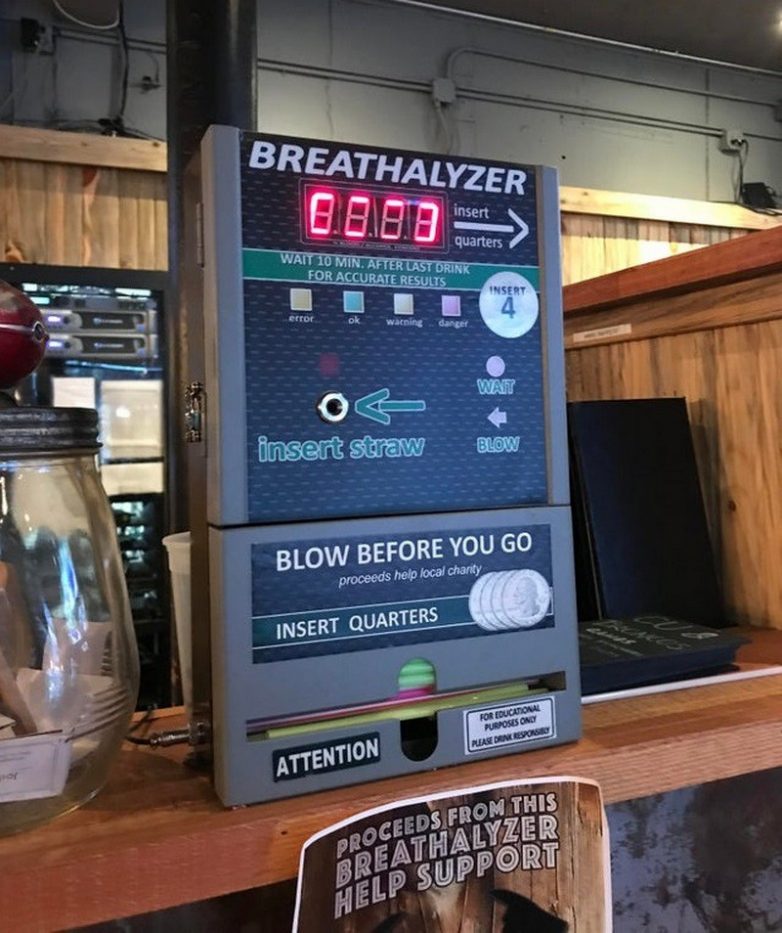 BREATHALYZER
insert
quarters
WAIT 10 MIN. AFTER LAST DRINK
FOR ACCURATE RESULTS
INSERT
4
error
ok
warning
danger
WAIT
insert straw
BLOW
BLOW BEFORE YOU GO
proceeds help local charity
INSERT QUARTERS
FOR EDUCATIONAL
PURPOSES ONLY
PLEASE DRINK RESPONSIBLY
ATTENTION
PROCEEDS FROM THIS
BREATHALYZER
HELP SUPPORT